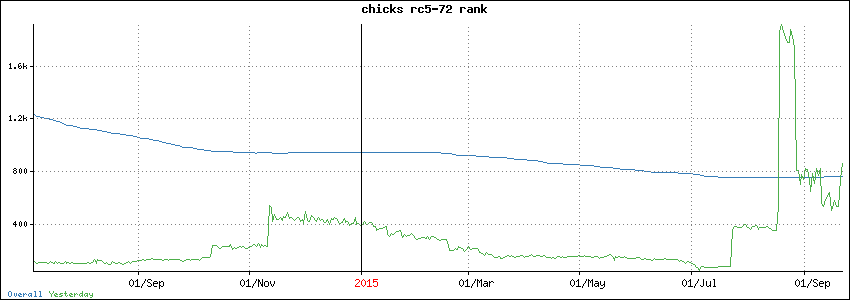 chicks rc5-72 rank
1.6k
1.2k
800
400
01/Sep 01/Nov 2015 01/Mar 01/May 01/Jul 01/Sep
Overall Yesterday